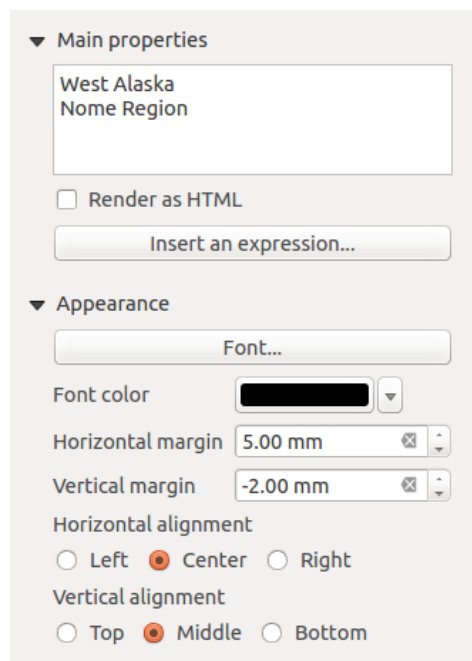 Main properties
West Alaska
Nome Region
Render as HTML
Insert an expression...
Appearance
Font...
Font color
Horizontal margin 5.00 mm
Vertical margin -2.00 mm
Horizontal alignment
Left Center Right
Vertical alignment
Top Middle Bottom